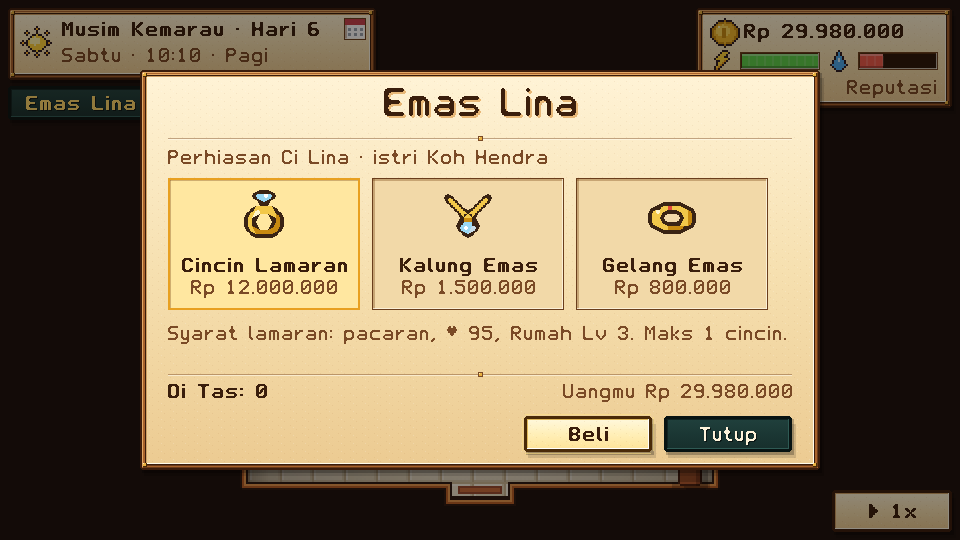 Musim Kemarau · Hari 6
Sabtu · 10:10 · Pagi
Rp 29.980.000
Reputasi
Emas Lina
Emas Lina
Perhiasan Ci Lina · istri Koh Hendra
Cincin Lamaran
Rp 12.000.000
Kalung Emas
Rp 1.500.000
Gelang Emas
Rp 800.000
Syarat lamaran: pacaran, ♥ 95, Rumah Lv 3. Maks 1 cincin.
Di Tas: 0
Uangmu Rp 29.980.000
Beli
Tutup
1x